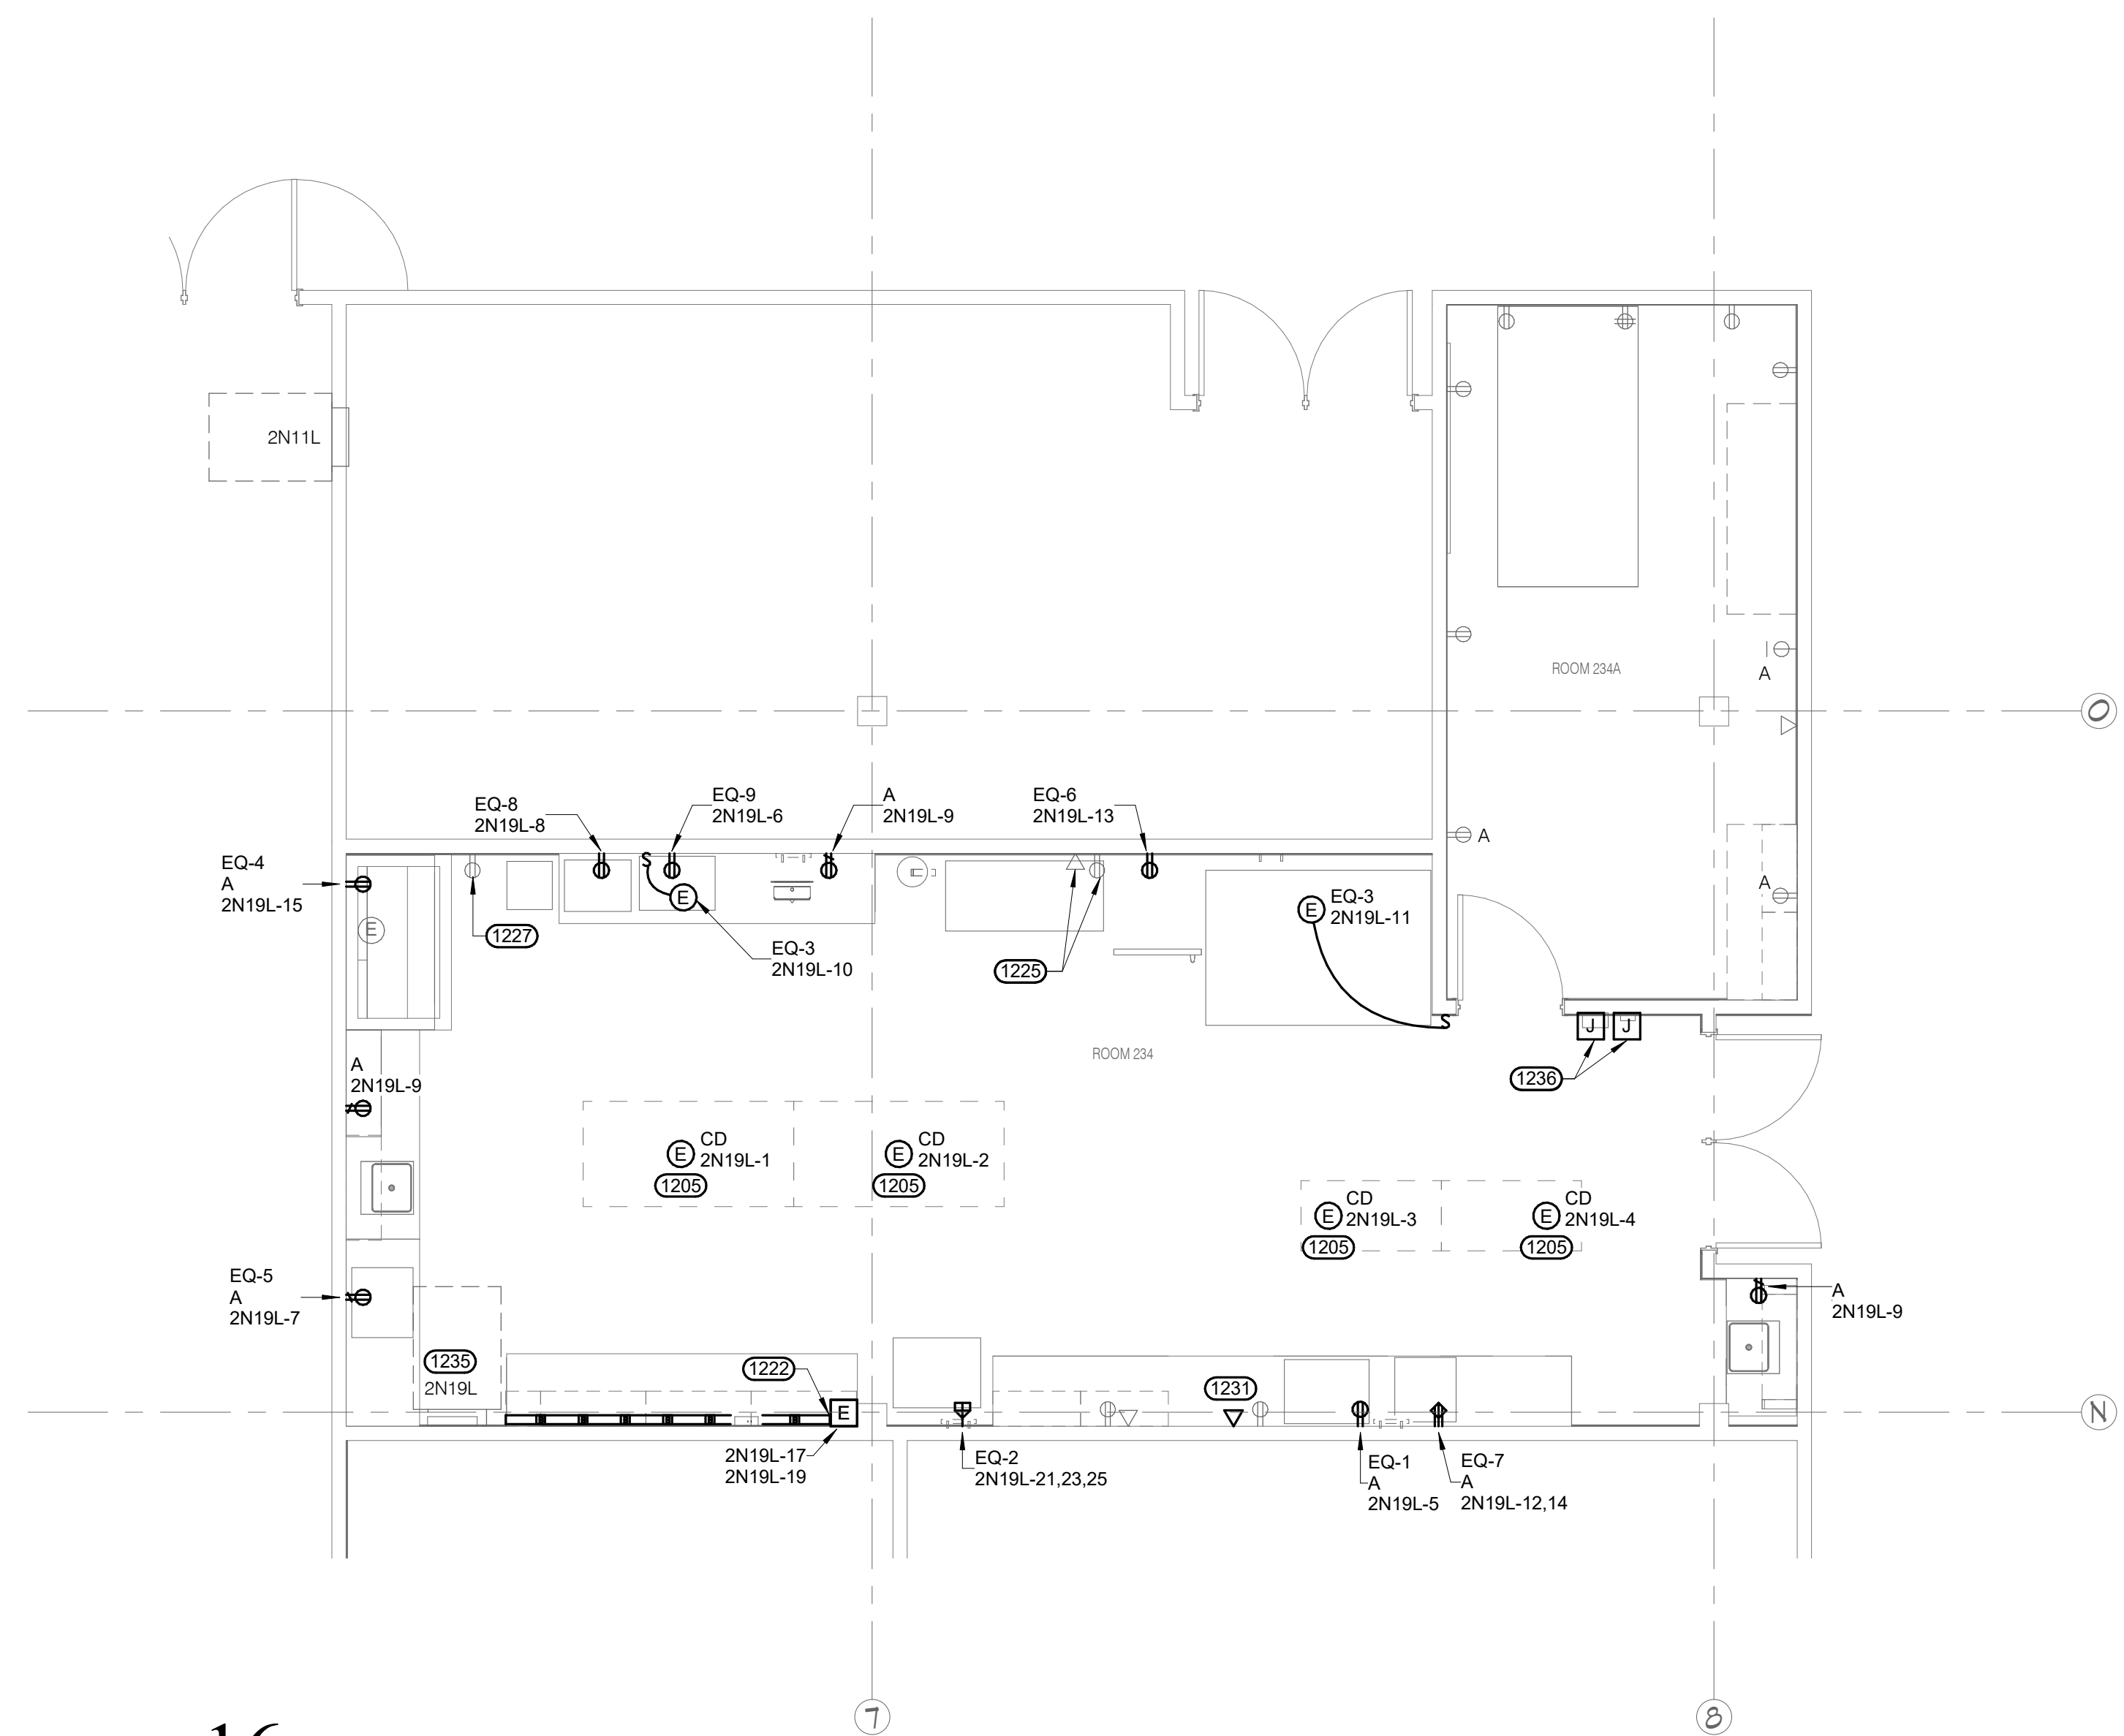 2N11L
ROOM 234A
A
O
EQ-8
2N19L-8
EQ-9
2N19L-6
A
2N19L-9
EQ-6
2N19L-13
A
EQ-4
A
2N19L-15
E
1227
E
EQ-3
2N19L-10
1225
E
EQ-3
2N19L-11
A
S
S
J
J
1236
ROOM 234
A
2N19L-9
E
CD
2N19L-1
1205
E
CD
2N19L-2
1205
E
CD
2N19L-3
1205
E
CD
2N19L-4
1205
EQ-5
A
2N19L-7
A
2N19L-9
1235
2N19L
1222
E
1231
N
2N19L-17
2N19L-19
EQ-2
2N19L-21,23,25
EQ-1
A
2N19L-5
EQ-7
A
2N19L-12,14
7
8
16